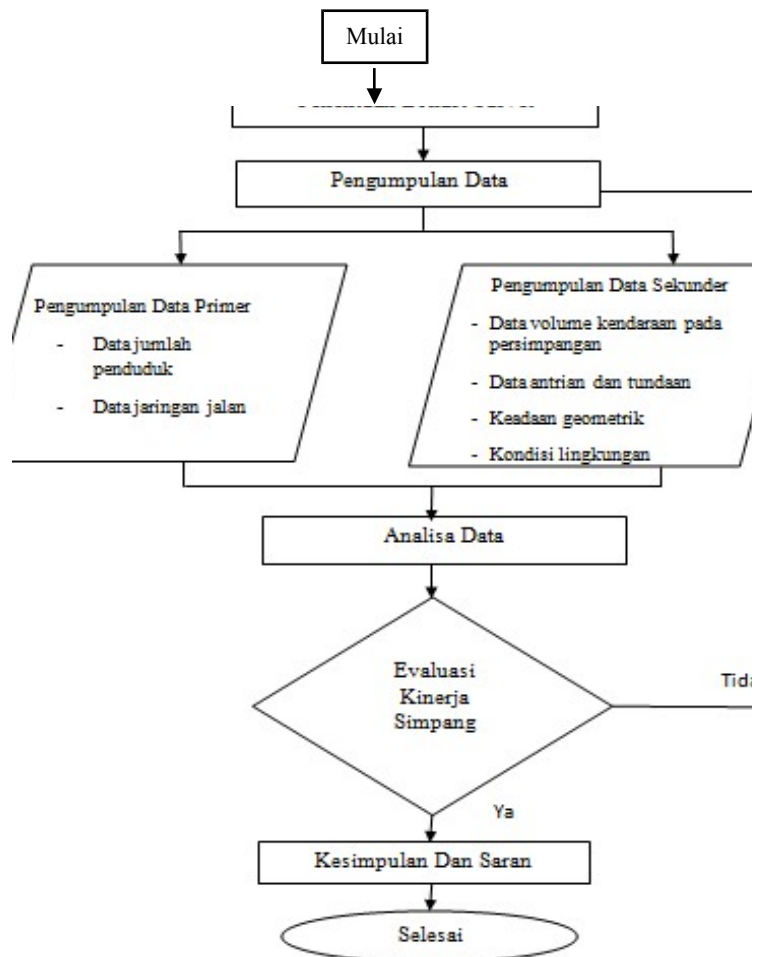 Mulai
Pengumpulan Data
Pengumpulan Data Primer
- Data jumlah
penduduk
- Data jaringan jalan
Pengumpulan Data Sekunder
- Data volume kendaraan pada
persimpangan
- Data antrian dan tundaan
- Keadaan geometrik
- Kondisi lingkungan
Analisa Data
Evaluasi
Kinerja
Simpang
Ya
Kesimpulan Dan Saran
Selesai